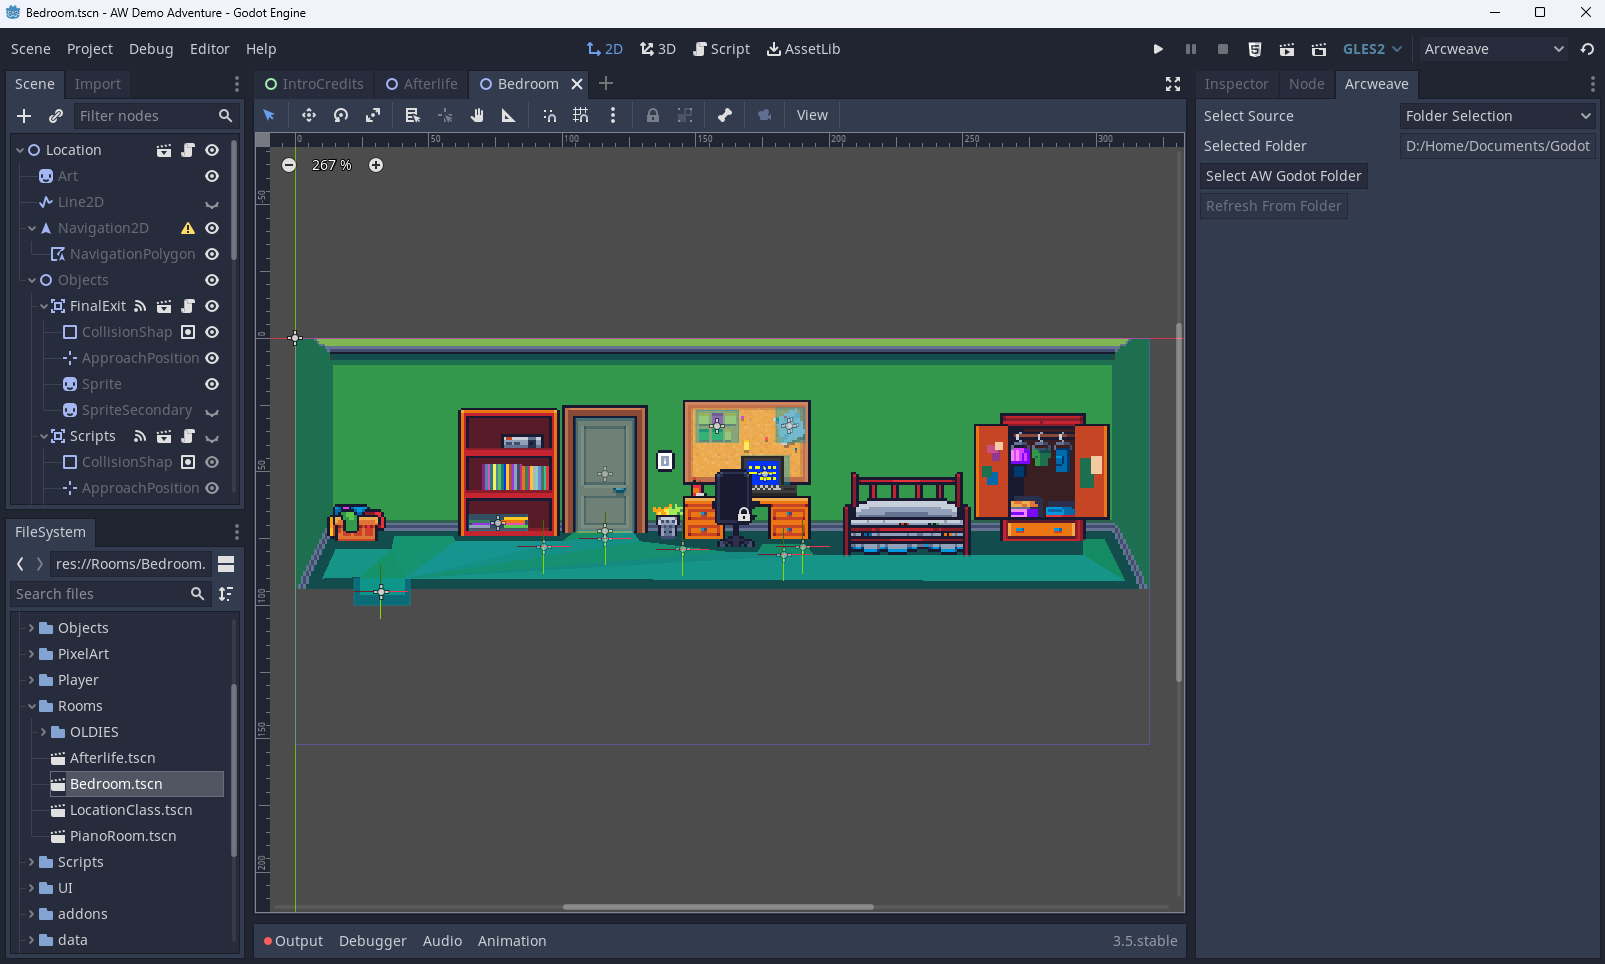 Bedroom.tscn - AW Demo Adventure - Godot Engine
Scene Project Debug Editor Help
2D 3D Script AssetLib
GLES2 Arcweave
Scene Import
IntroCredits Afterlife Bedroom
Inspector Node Arcweave
Filter nodes
View
Select Source Folder Selection
Selected Folder D:/Home/Documents/Godot
Select AW Godot Folder
Refresh From Folder
0 50 100 150 200 250 300
50
0
50
100
150
200
267 %
Location
Art
Line2D
Navigation2D
NavigationPolygon
Objects
FinalExit
CollisionShap
ApproachPosition
Sprite
SpriteSecondary
Scripts
CollisionShap
ApproachPosition
FileSystem
res://Rooms/Bedroom.
Search files
Objects
PixelArt
Player
Rooms
OLDIES
Afterlife.tscn
Bedroom.tscn
LocationClass.tscn
PianoRoom.tscn
Scripts
UI
addons
data
Output Debugger Audio Animation
3.5.stable